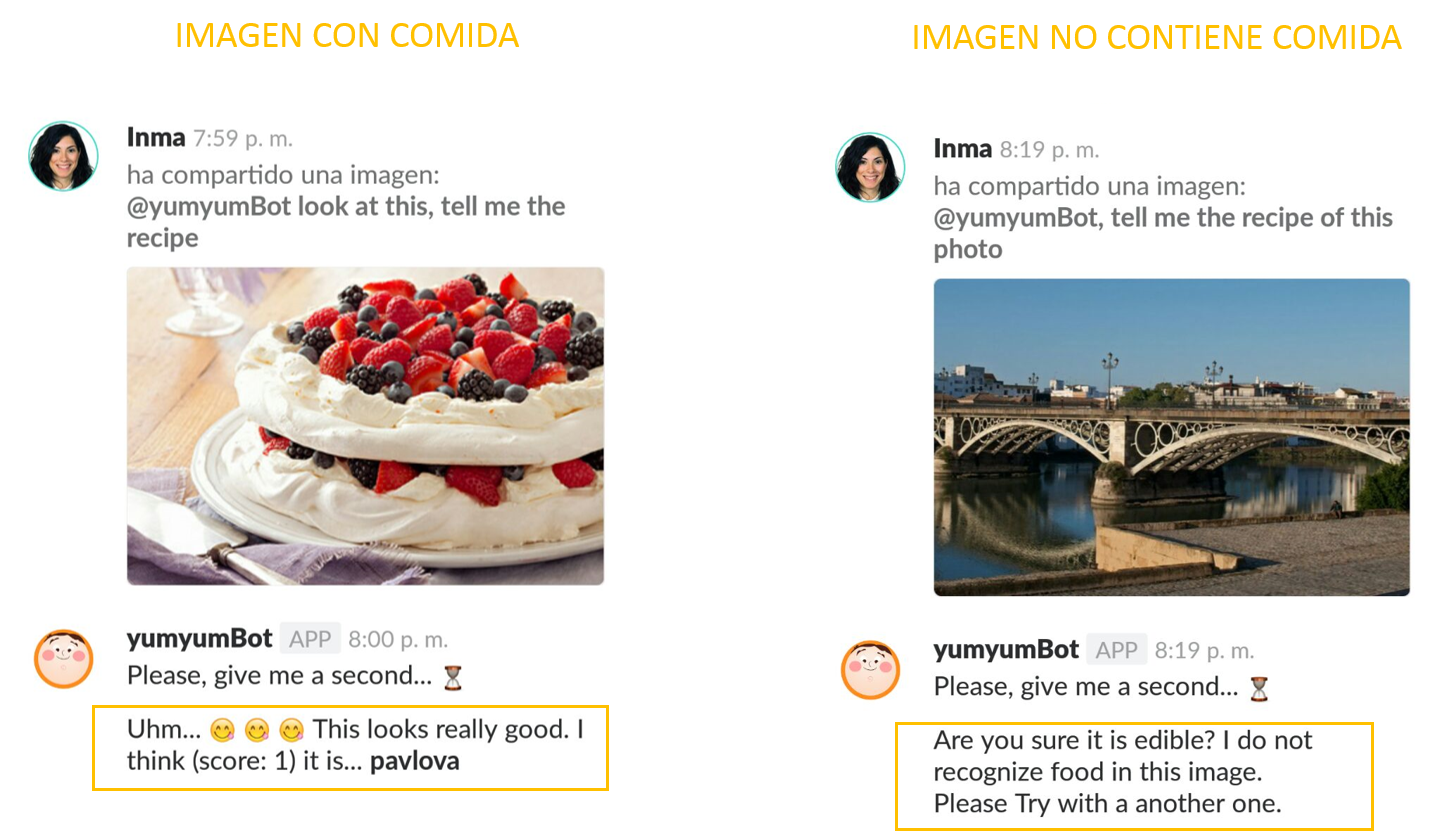 IMAGEN CON COMIDA
Inma 7:59 p. m.
ha compartido una imagen:
@yumyumBot look at this, tell me the
recipe
yumyumBot APP 8:00 p. m.
Please, give me a second...
Uhm... This looks really good. I
think (score: 1) it is... pavlova
IMAGEN NO CONTIENE COMIDA
Inma 8:19 p. m.
ha compartido una imagen:
@yumyumBot, tell me the recipe of this
photo
yumyumBot APP 8:19 p. m.
Please, give me a second...
Are you sure it is edible? I do not
recognize food in this image.
Please Try with a another one.